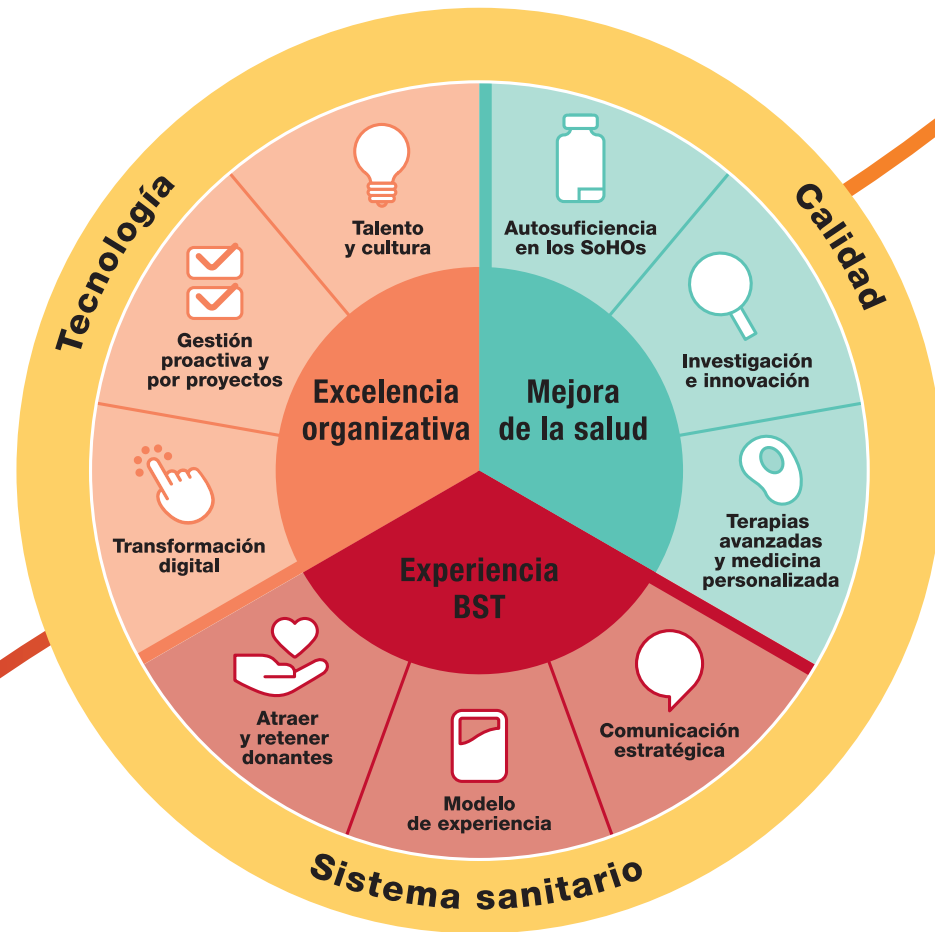 Tecnología
Calidad
Talento
y cultura
Autosuficiencia
en los SoHOs
Gestión
proactiva y
por proyectos
Investigación
e innovación
Excelencia
organizativa
Mejora
de la salud
Transformación
digital
Terapias
avanzadas
y medicina
personalizada
Experiencia
BST
Atraer
y retener
donantes
Modelo
de experiencia
Comunicación
estratégica
Sistema sanitario